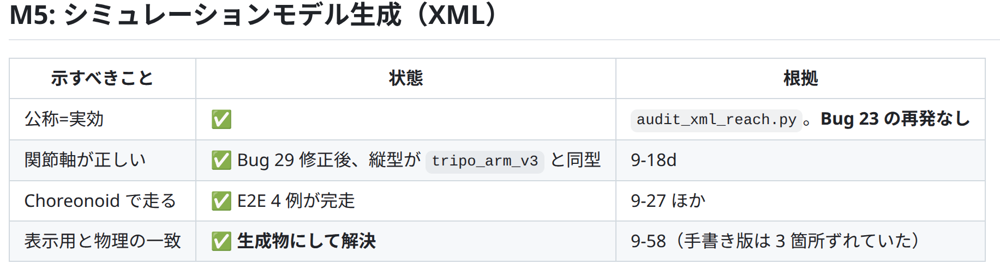 M5: シミュレーションモデル生成（XML）
示すべきこと 状態 根拠
公称=実効 ✅ audit_xml_reach.py。Bug 23 の再発なし
関節軸が正しい ✅ Bug 29 修正後、縦型が tripo_arm_v3 と同型 9-18d
Choreonoid で走る ✅ E2E 4 例が完走 9-27 ほか
表示用と物理の一致 ✅ 生成物にして解決 9-58（手書き版は 3 箇所ずれていた）